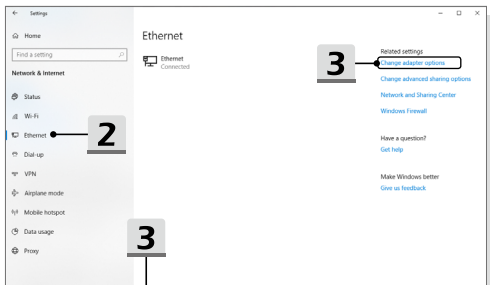 Settings
Home
Find a setting
Network & Internet
Status
Wi-Fi
Ethernet
Dial-up
VPN
Airplane mode
Mobile hotspot
Data usage
Proxy
2
3
Ethernet
Ethernet
Connected
3
Related settings
Change adapter options
Change advanced sharing options
Network and Sharing Center
Windows Firewall
Have a question?
Get help
Make Windows better
Give us feedback